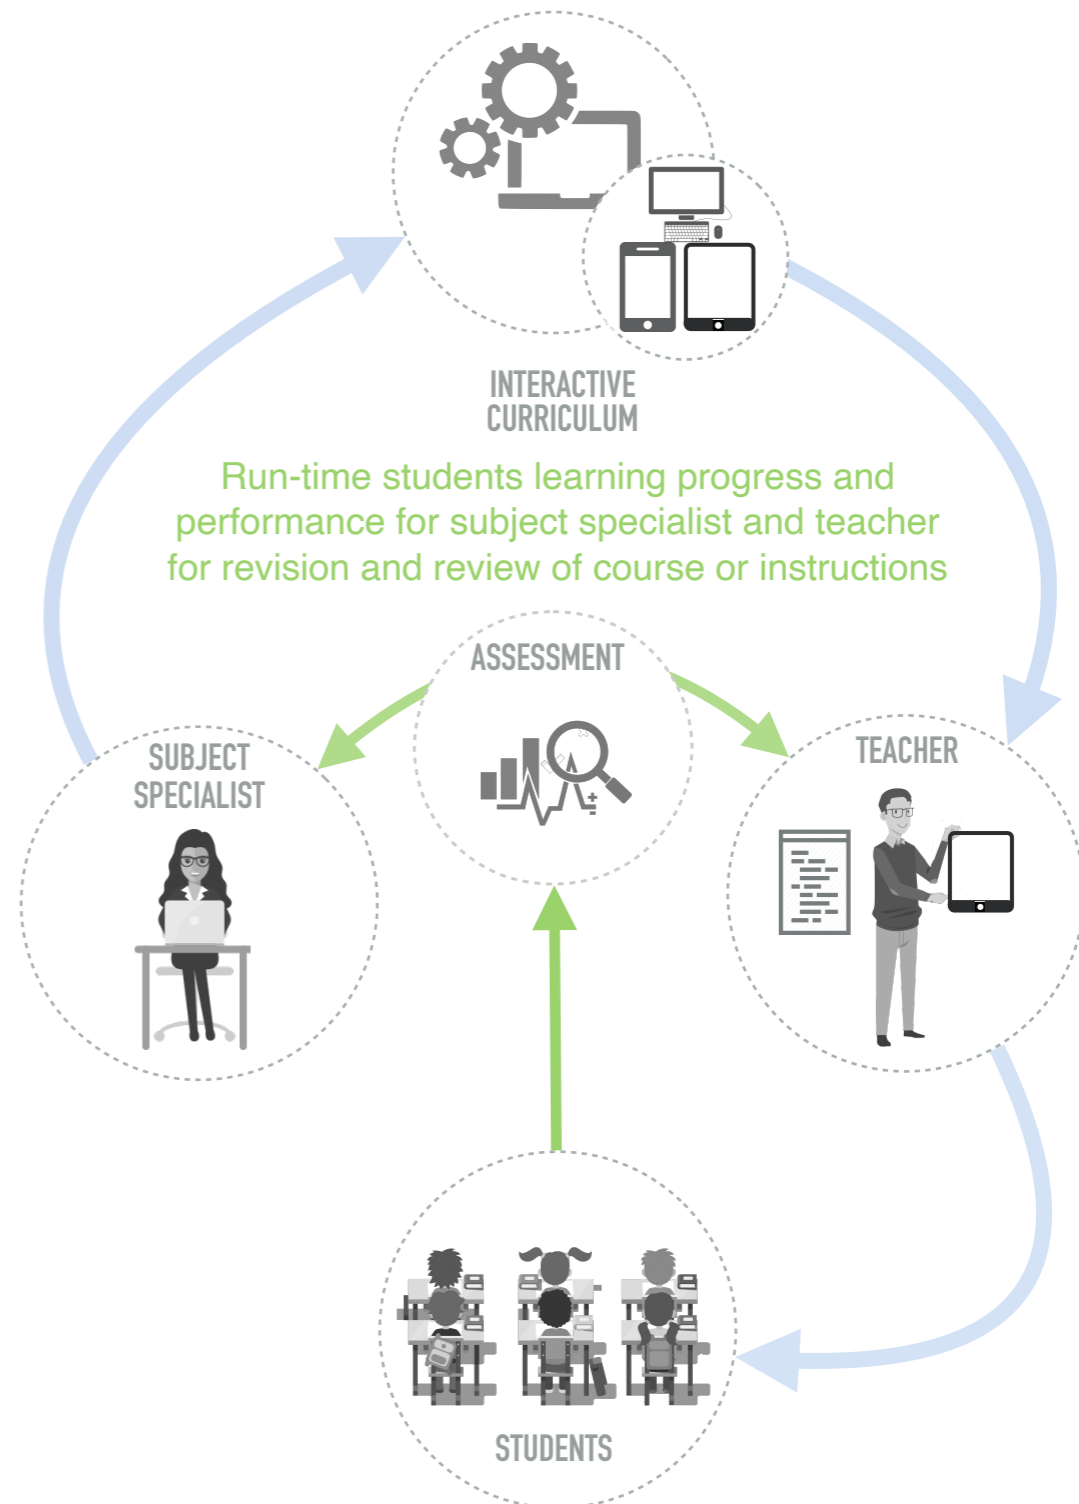 INTERACTIVE
CURRICULUM
Run-time students learning progress and
performance for subject specialist and teacher
for revision and review of course or instructions
ASSESSMENT
SUBJECT
SPECIALIST
TEACHER
STUDENTS